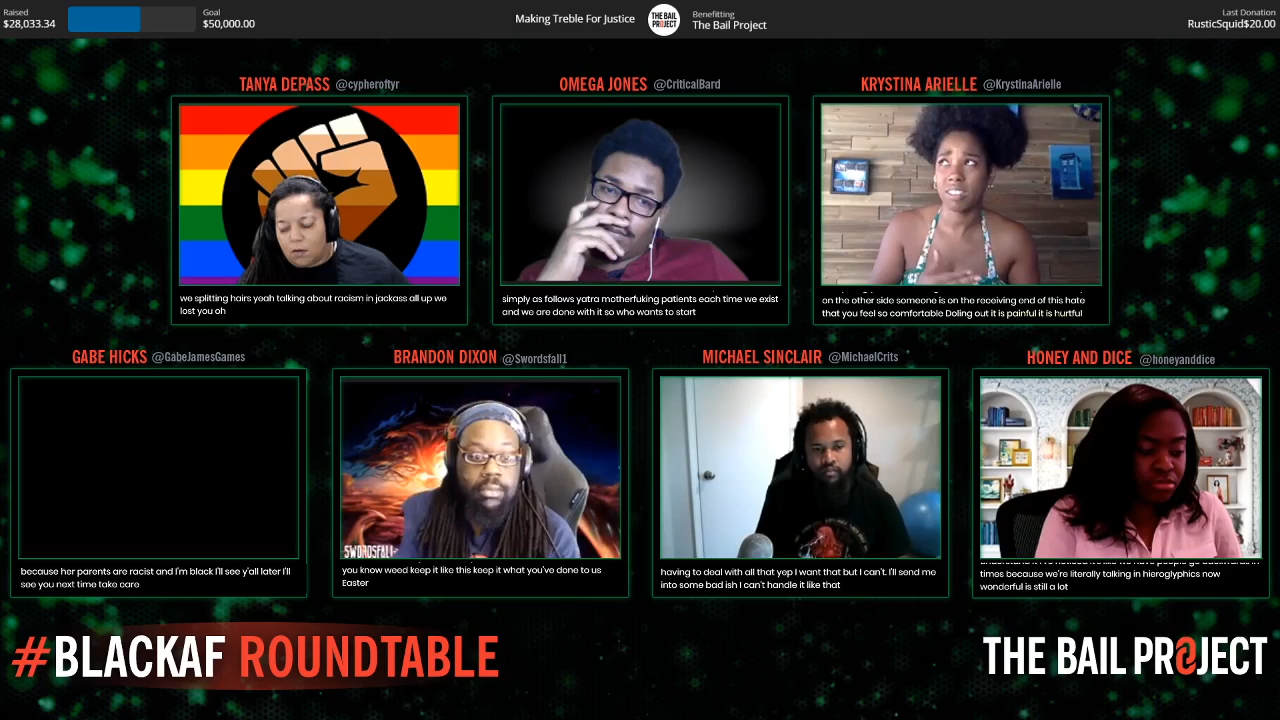 Raised
$28,033.34
Goal
$50,000.00
Making Treble For Justice
THE BAIL
PROJECT
Benefitting
The Bail Project
Last Donation
RusticSquid$20.00
TANYA DEPASS @cypheroftyr
OMEGA JONES @CriticalBard
KRYSTINA ARIELLE @KrystinaArielle
we splitting hairs yeah talking about racism in jackass all up we
lost you oh
simply as follows yatra motherfuking patients each time we exist
and we are done with it so who wants to start
on the other side someone is on the receiving end of this hate
that you feel so comfortable Doling out it is painful it is hurtful
GABE HICKS @GabeJamesGames
BRANDON DIXON @Swordsfall1
MICHAEL SINCLAIR @MichaelCrits
HONEY AND DICE @honeyanddice
SWORDSFALL
because her parents are racist and I'm black I'll see y'all later I'll
see you next time take care
you know weed keep it like this keep it what you've done to us
Easter
having to deal with all that yep I want that but I can't. I'll send me
into some bad ish I can't handle it like that
times because we're literally talking in hieroglyphics now
wonderful is still a lot
#BLACKAF ROUNDTABLE
THE BAIL PROJECT